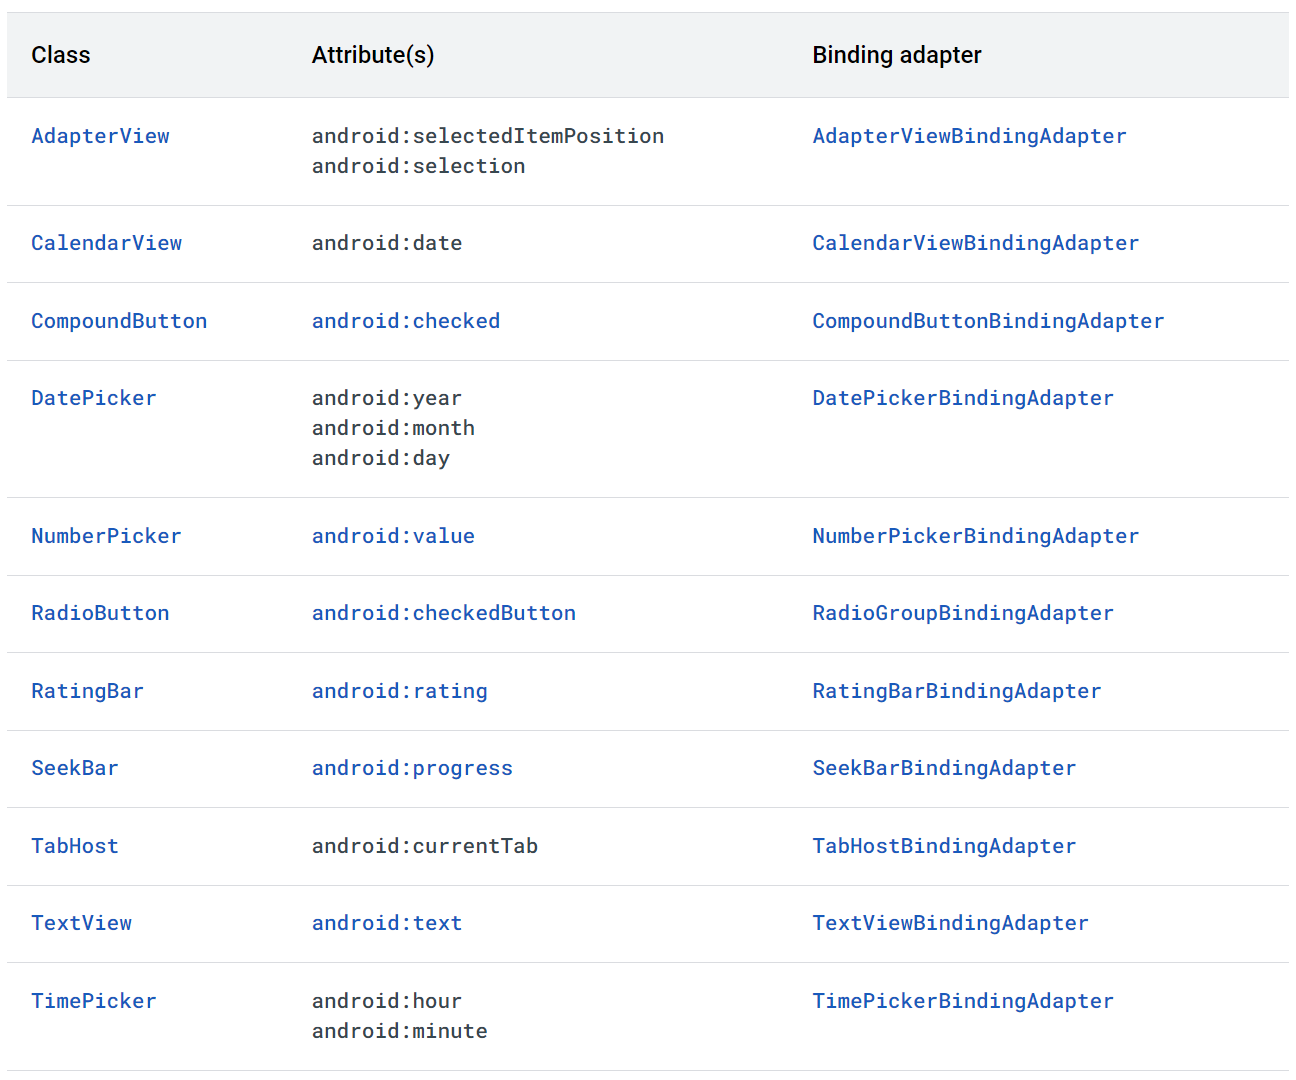 Class Attribute(s) Binding adapter
AdapterView android:selectedItemPosition AdapterViewBindingAdapter
android:selection
CalendarView android:date CalendarViewBindingAdapter
CompoundButton android:checked CompoundButtonBindingAdapter
DatePicker android:year DatePickerBindingAdapter
android:month
android:day
NumberPicker android:value NumberPickerBindingAdapter
RadioButton android:checkedButton RadioGroupBindingAdapter
RatingBar android:rating RatingBarBindingAdapter
SeekBar android:progress SeekBarBindingAdapter
TabHost android:currentTab TabHostBindingAdapter
TextView android:text TextViewBindingAdapter
TimePicker android:hour TimePickerBindingAdapter
android:minute